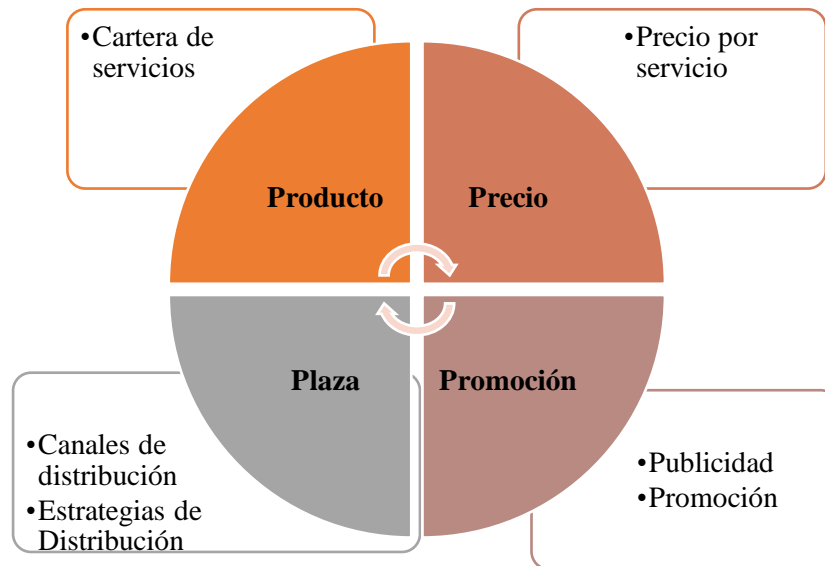 •Cartera de
servicios
•Precio por
servicio
Producto
Precio
Plaza
Promoción
•Canales de
distribución
•Estrategias de
Distribución
•Publicidad
•Promoción